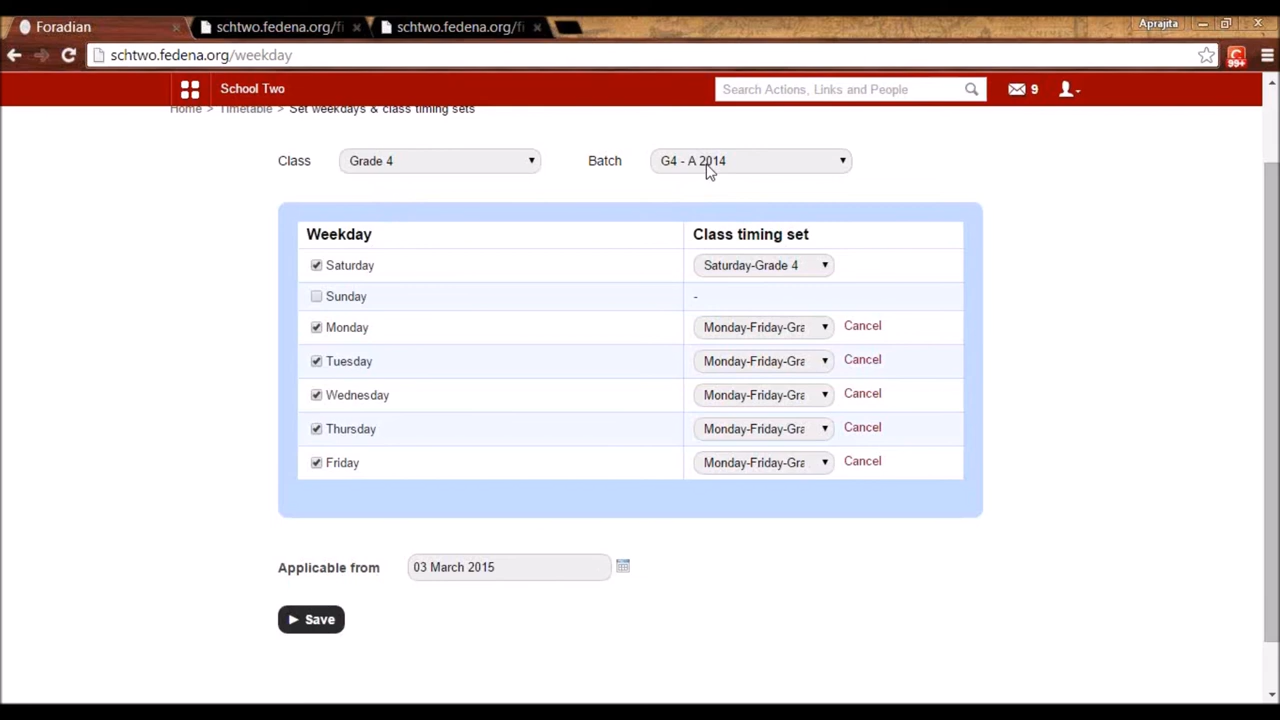 Foradian
schtwo.fedena.org/fi
schtwo.fedena.org/fi
Aprajita
schtwo.fedena.org/weekday
99+
School Two
Search Actions, Links and People
9
Home > Timetable > Set weekdays & class timing sets
Class Grade 4 Batch G4 - A 2014
Weekday Class timing set
Saturday Saturday-Grade 4
Sunday -
Monday Monday-Friday-Gra Cancel
Tuesday Monday-Friday-Gra Cancel
Wednesday Monday-Friday-Gra Cancel
Thursday Monday-Friday-Gra Cancel
Friday Monday-Friday-Gra Cancel
Applicable from 03 March 2015
Save